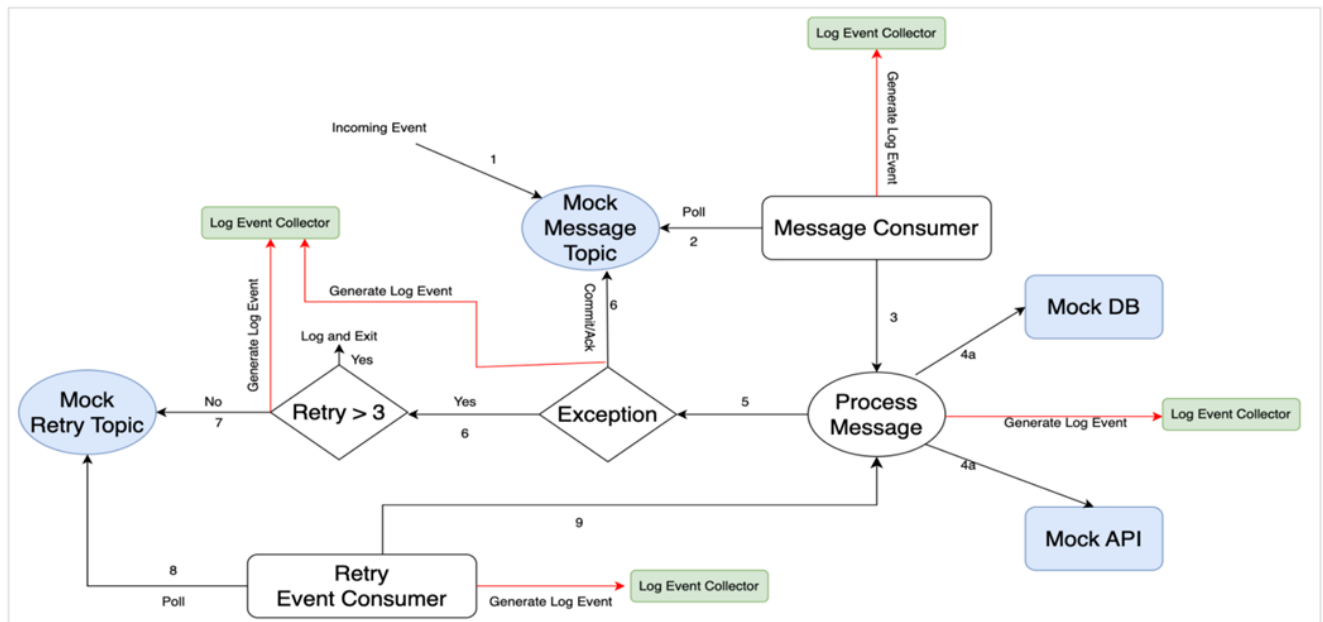 Log Event Collector
Generate Log Event
Incoming Event
1
Mock
Message
Topic
Poll
2
Message Consumer
Log Event Collector
Generate Log Event
Generate Log Event
Commit/Ack
6
3
Mock DB
4a
Log and Exit
Yes
Mock
Retry Topic
No
7
Retry > 3
Yes
6
Exception
5
Process
Message
Generate Log Event
Log Event Collector
4a
Mock API
9
8
Poll
Retry
Event Consumer
Generate Log Event
Log Event Collector